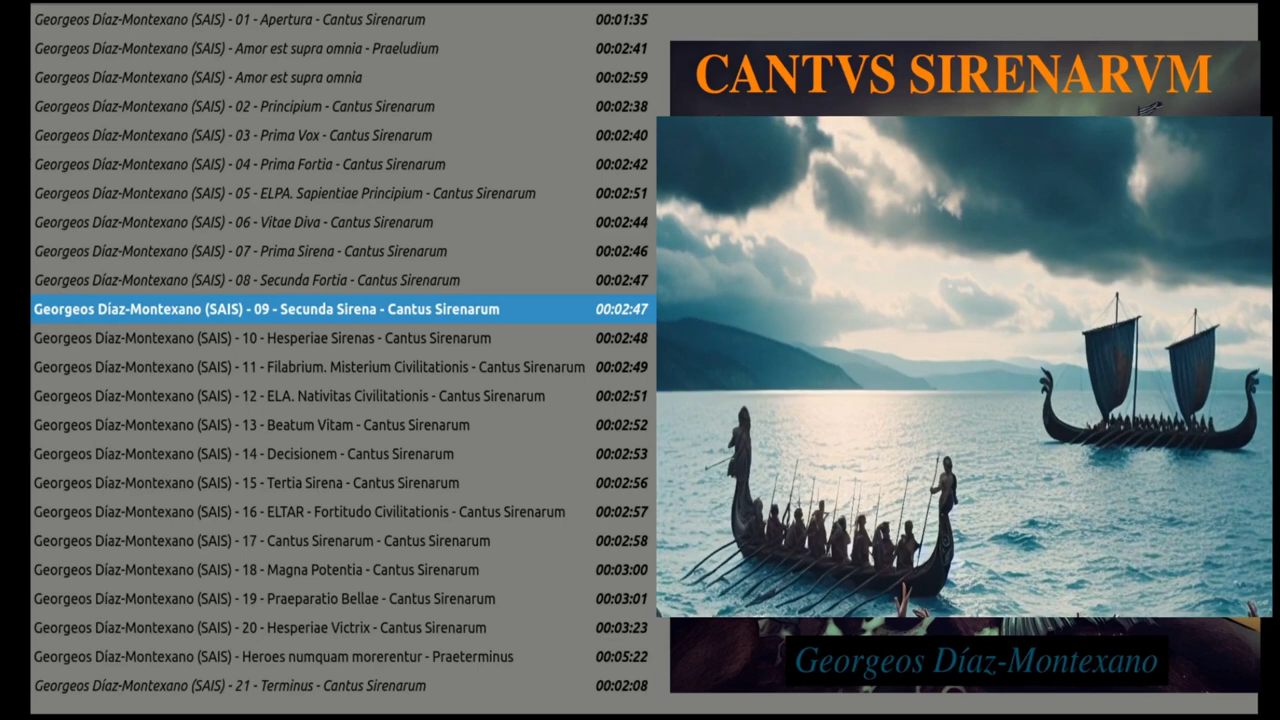 Georgeos Díaz-Montexano (SAIS) - 01 - Apertura - Cantus Sirenarum 00:01:35
Georgeos Díaz-Montexano (SAIS) - Amor est supra omnia - Praeludium 00:02:41
Georgeos Díaz-Montexano (SAIS) - Amor est supra omnia 00:02:59
Georgeos Díaz-Montexano (SAIS) - 02 - Principium - Cantus Sirenarum 00:02:38
Georgeos Díaz-Montexano (SAIS) - 03 - Prima Vox - Cantus Sirenarum 00:02:40
Georgeos Díaz-Montexano (SAIS) - 04 - Prima Fortia - Cantus Sirenarum 00:02:42
Georgeos Díaz-Montexano (SAIS) - 05 - ELPA. Sapientiae Principium - Cantus Sirenarum 00:02:51
Georgeos Díaz-Montexano (SAIS) - 06 - Vitae Diva - Cantus Sirenarum 00:02:44
Georgeos Díaz-Montexano (SAIS) - 07 - Prima Sirena - Cantus Sirenarum 00:02:46
Georgeos Díaz-Montexano (SAIS) - 08 - Secunda Fortia - Cantus Sirenarum 00:02:47
Georgeos Díaz-Montexano (SAIS) - 09 - Secunda Sirena - Cantus Sirenarum 00:02:47
Georgeos Díaz-Montexano (SAIS) - 10 - Hesperiae Sirenas - Cantus Sirenarum 00:02:48
Georgeos Díaz-Montexano (SAIS) - 11 - Filabrium. Misterium Civilitationis - Cantus Sirenarum 00:02:49
Georgeos Díaz-Montexano (SAIS) - 12 - ELA. Nativitas Civilitationis - Cantus Sirenarum 00:02:51
Georgeos Díaz-Montexano (SAIS) - 13 - Beatum Vitam - Cantus Sirenarum 00:02:52
Georgeos Díaz-Montexano (SAIS) - 14 - Decisionem - Cantus Sirenarum 00:02:53
Georgeos Díaz-Montexano (SAIS) - 15 - Tertia Sirena - Cantus Sirenarum 00:02:56
Georgeos Díaz-Montexano (SAIS) - 16 - ELTAR - Fortitudo Civilitationis - Cantus Sirenarum 00:02:57
Georgeos Díaz-Montexano (SAIS) - 17 - Cantus Sirenarum - Cantus Sirenarum 00:02:58
Georgeos Díaz-Montexano (SAIS) - 18 - Magna Potentia - Cantus Sirenarum 00:03:00
Georgeos Díaz-Montexano (SAIS) - 19 - Praeparatio Bellae - Cantus Sirenarum 00:03:01
Georgeos Díaz-Montexano (SAIS) - 20 - Hesperiae Victrix - Cantus Sirenarum 00:03:23
Georgeos Díaz-Montexano (SAIS) - Heroes numquam morerentur - Praeterminus 00:05:22
Georgeos Díaz-Montexano (SAIS) - 21 - Terminus - Cantus Sirenarum 00:02:08
CANTVS SIRENARVM
Georgeos Díaz-Montexano